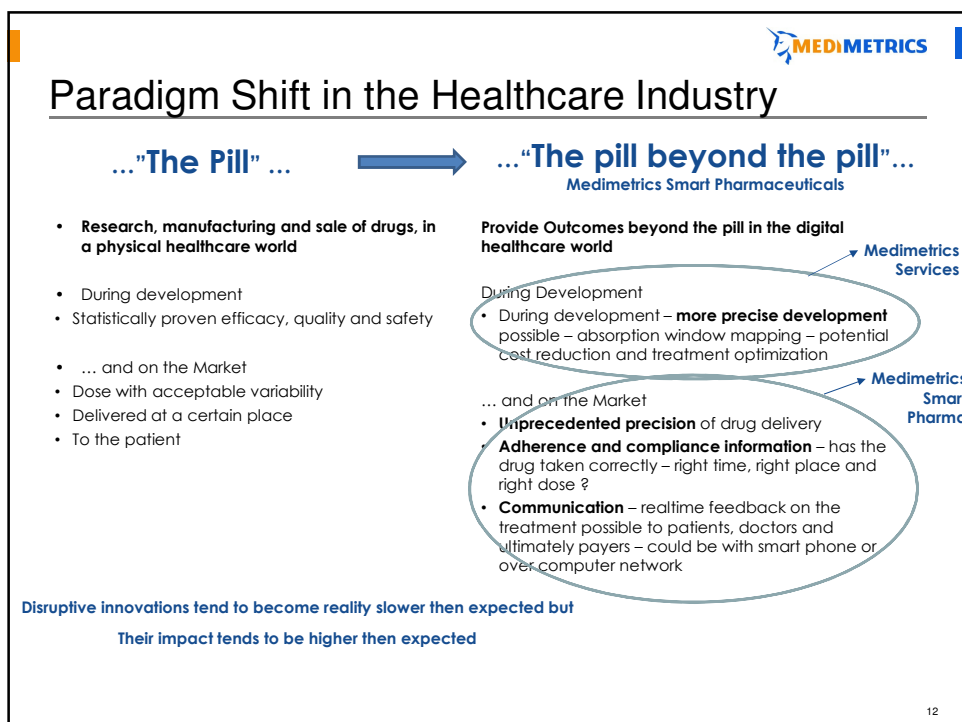 MEDIMETRICS
Paradigm Shift in the Healthcare Industry
…"The Pill" …
…"The pill beyond the pill"…
Medimetrics Smart Pharmaceuticals
• Research, manufacturing and sale of drugs, in
a physical healthcare world
• During development
• Statistically proven efficacy, quality and safety
• … and on the Market
• Dose with acceptable variability
• Delivered at a certain place
• To the patient
Provide Outcomes beyond the pill in the digital
healthcare world
Medimetrics
Services
During Development
• During development – more precise development
possible – absorption window mapping – potential
cost reduction and treatment optimization
Medimetrics
Smar
Pharma
… and on the Market
• Unprecedented precision of drug delivery
• Adherence and compliance information – has the
drug taken correctly – right time, right place and
right dose ?
• Communication – realtime feedback on the
treatment possible to patients, doctors and
ultimately payers – could be with smart phone or
over computer network
Disruptive innovations tend to become reality slower then expected but
Their impact tends to be higher then expected
12